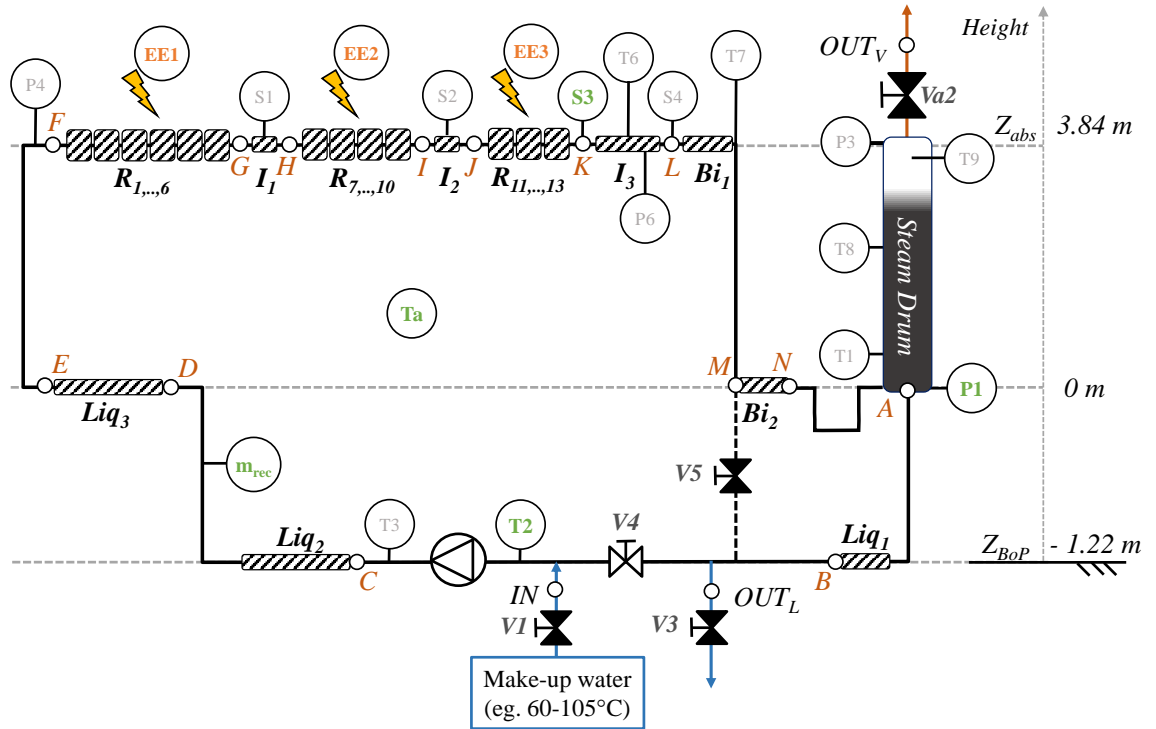 EE1
EE2
EE3
T6
T7
OUT_V
Height
P4
S1
S2
S3
S4
Va2
F
P3
T9
Z_abs 3.84 m
G
H
I
J
K
L
R_1,..,6
I_1
R_7,..,10
I_2
R_11,..,13
I_3
Bi_1
P6
T8
Steam Drum
Ta
T1
E
D
M
N
A
P1
0 m
Liq_3
Bi_2
m_rec
V5
T3
T2
V4
Liq_2
Liq_1
Z_BoP - 1.22 m
C
B
IN
OUT_L
V1
V3
Make-up water
(eg. 60-105°C)